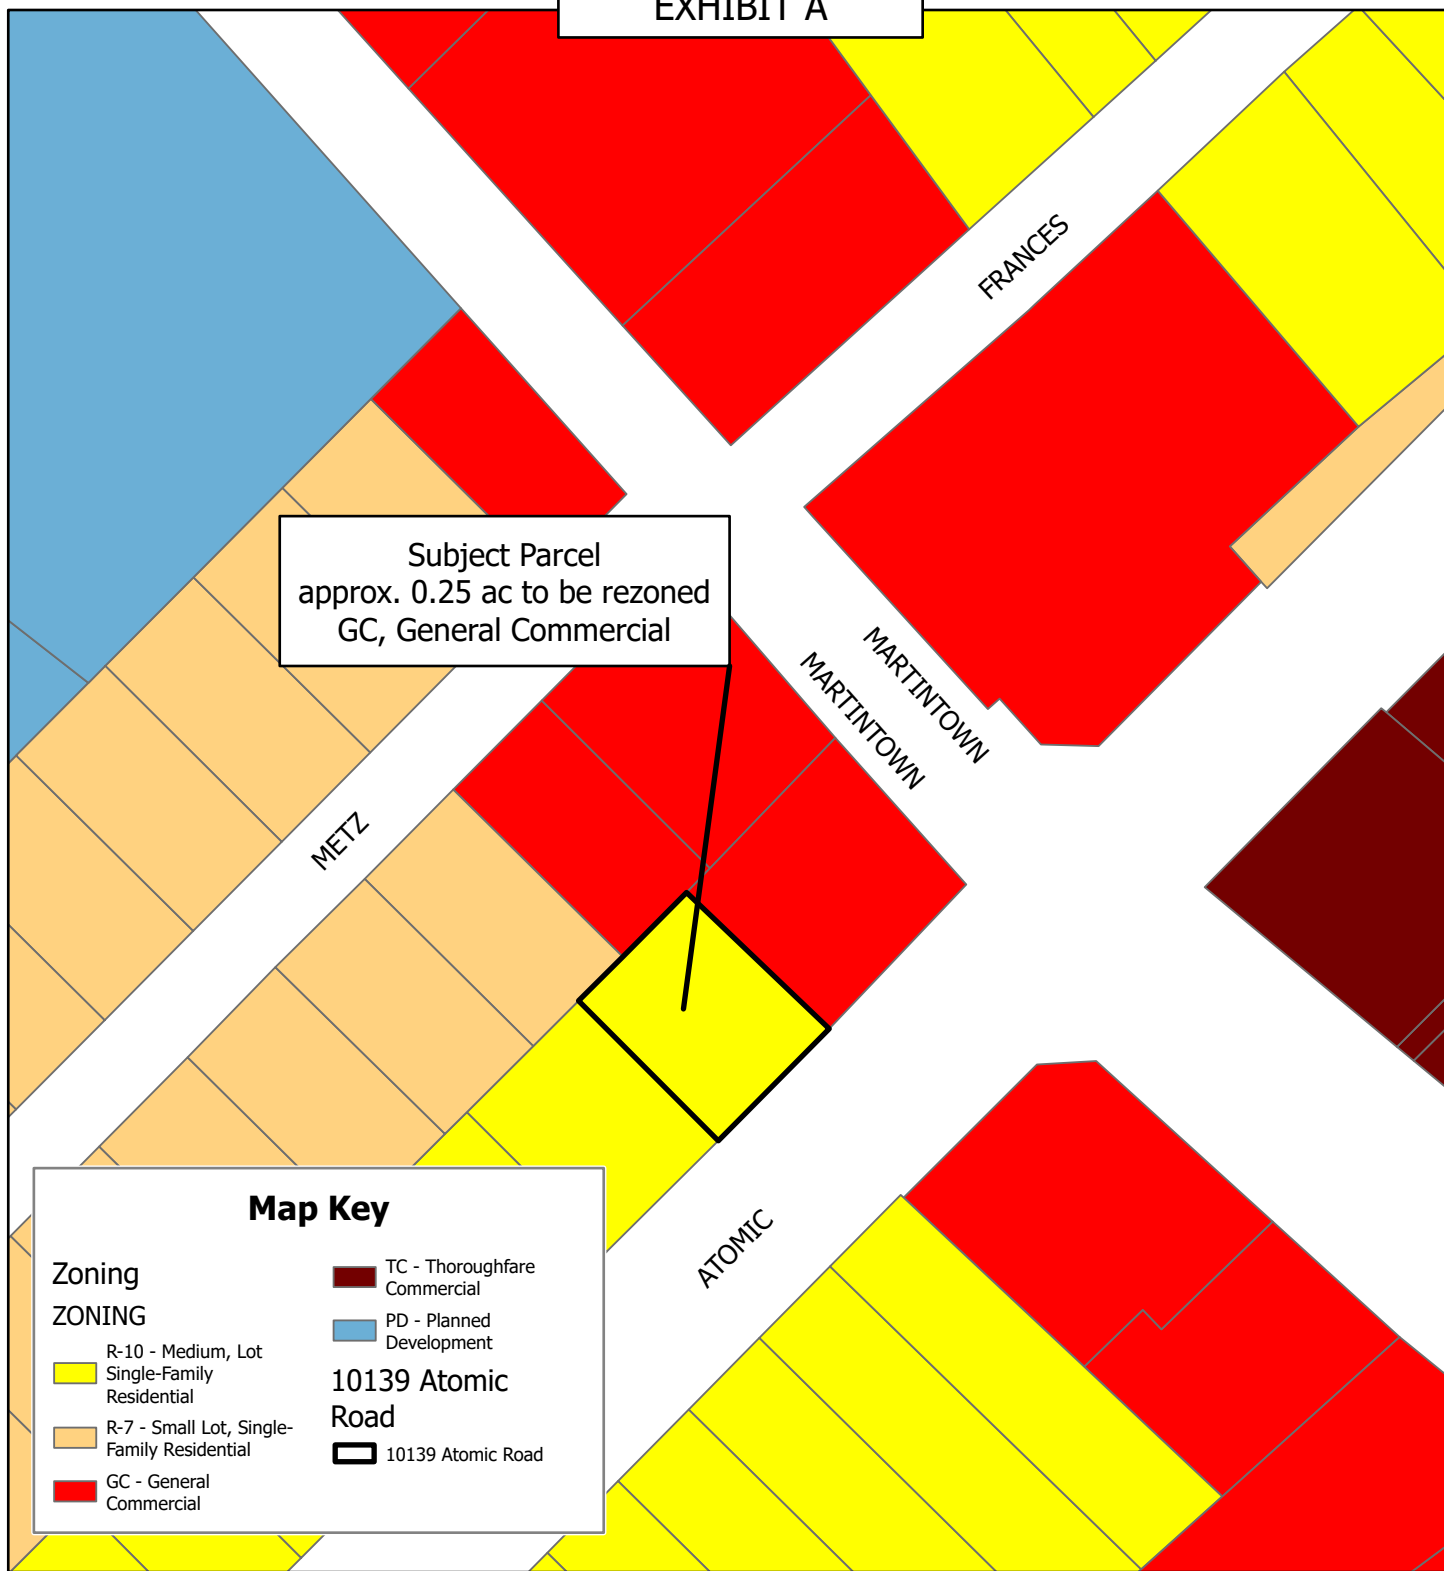 EXHIBIT A
FRANCES
Subject Parcel
approx. 0.25 ac to be rezoned
GC, General Commercial
MARTINTOWN
MARTINTOWN
METZ
ATOMIC
Map Key
Zoning
ZONING
R-10 - Medium, Lot
Single-Family
Residential
R-7 - Small Lot, Single-
Family Residential
GC - General
Commercial
TC - Thoroughfare
Commercial
PD - Planned
Development
10139 Atomic
Road
10139 Atomic Road